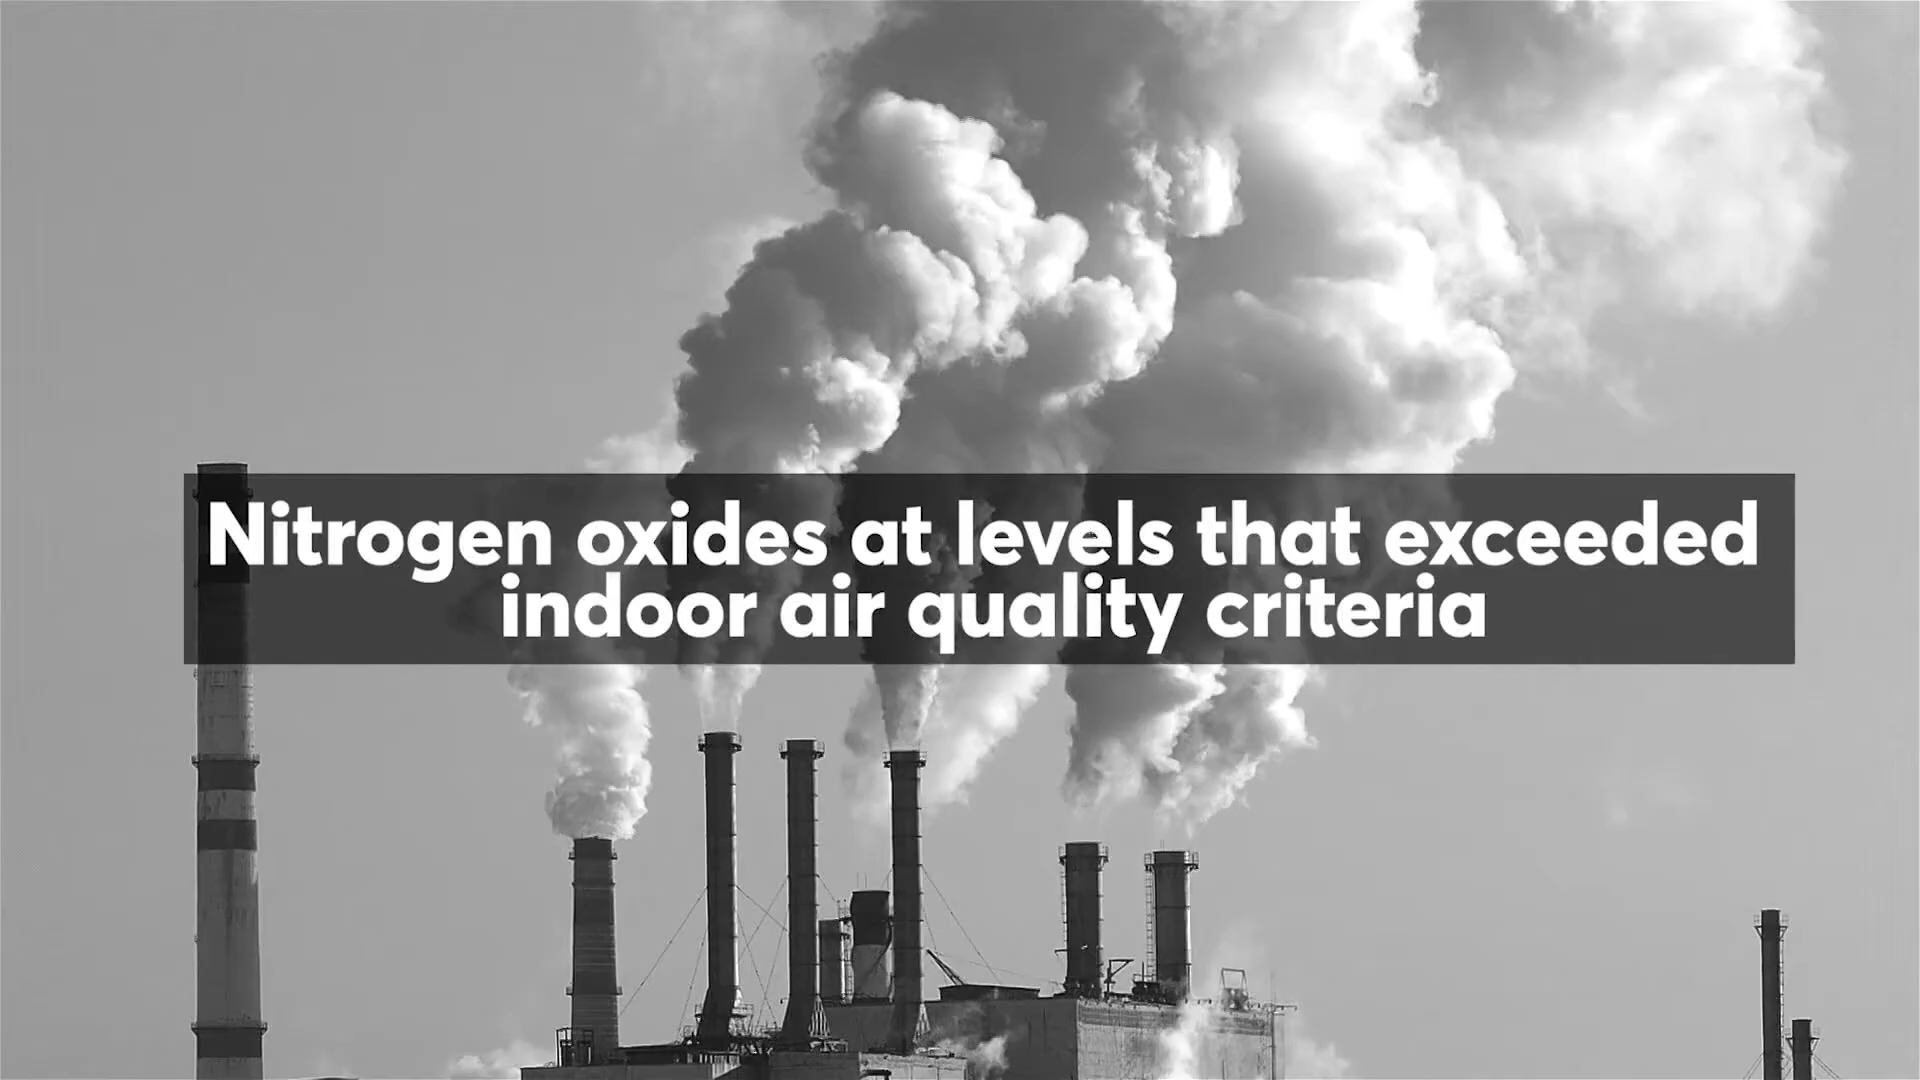 Nitrogen oxides at levels that exceeded
indoor air quality criteria